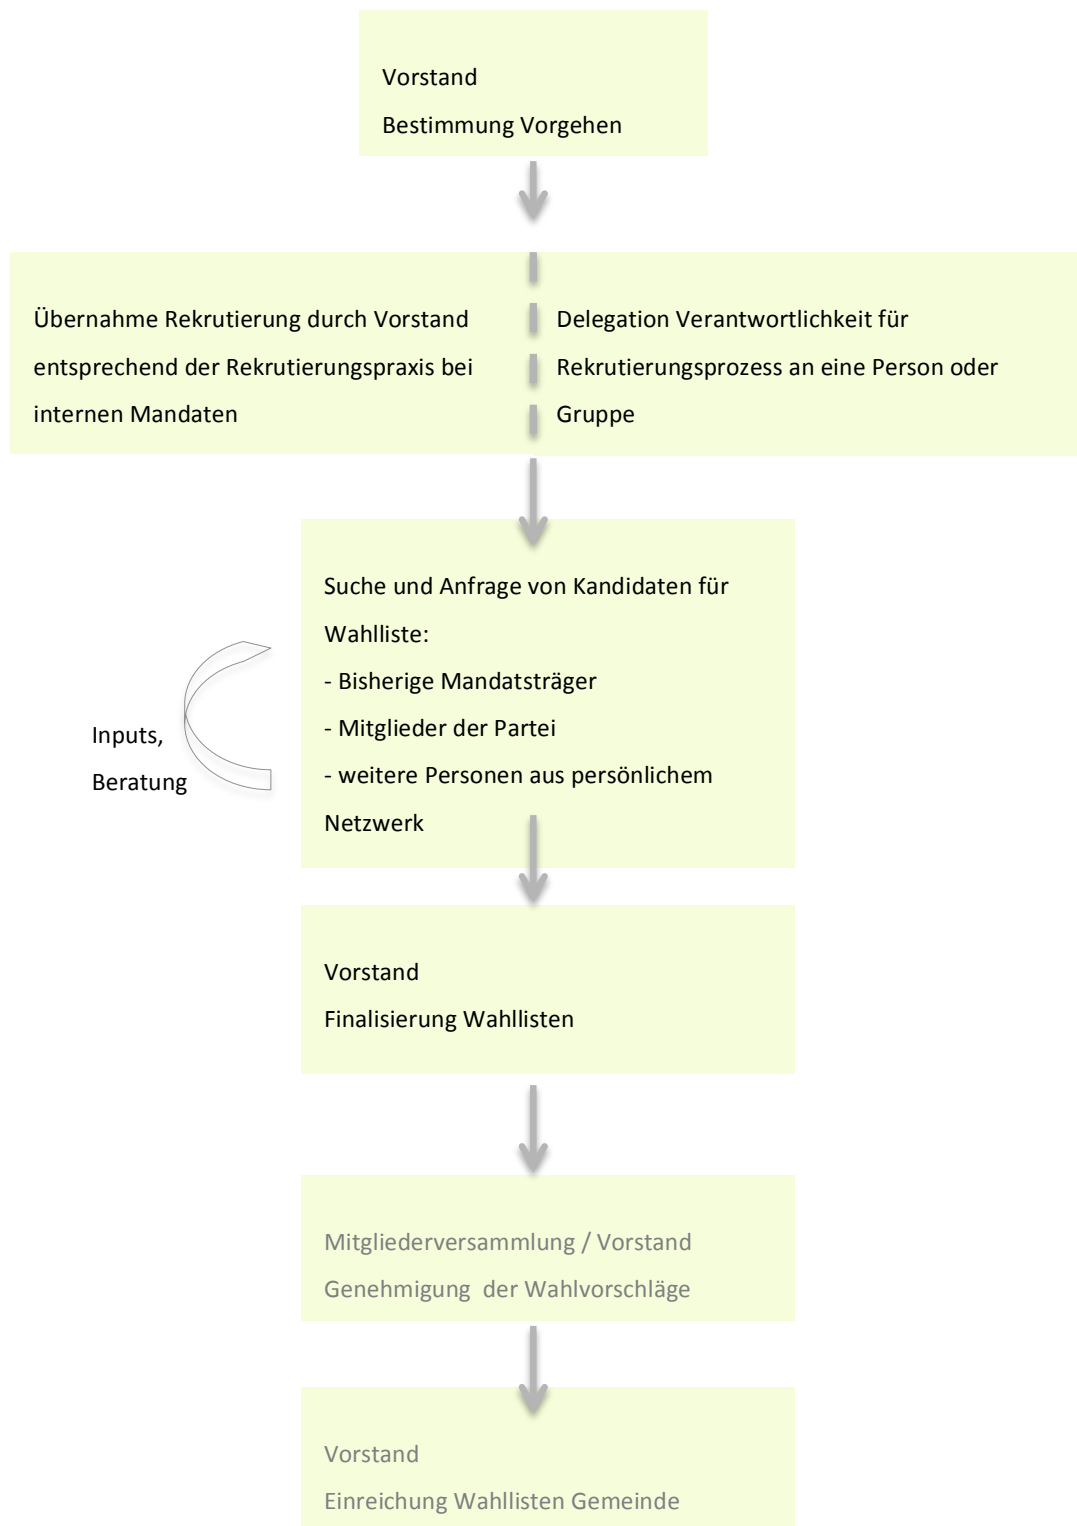 Vorstand
Bestimmung Vorgehen
Übernahme Rekrutierung durch Vorstand
entsprechend der Rekrutierungspraxis bei
internen Mandaten
Delegation Verantwortlichkeit für
Rekrutierungsprozess an eine Person oder
Gruppe
Suche und Anfrage von Kandidaten für
Wahlliste:
- Bisherige Mandatsträger
- Mitglieder der Partei
- weitere Personen aus persönlichem
Netzwerk
Inputs,
Beratung
Vorstand
Finalisierung Wahllisten
Mitgliederversammlung / Vorstand
Genehmigung  der Wahlvorschläge
Vorstand
Einreichung Wahllisten Gemeinde